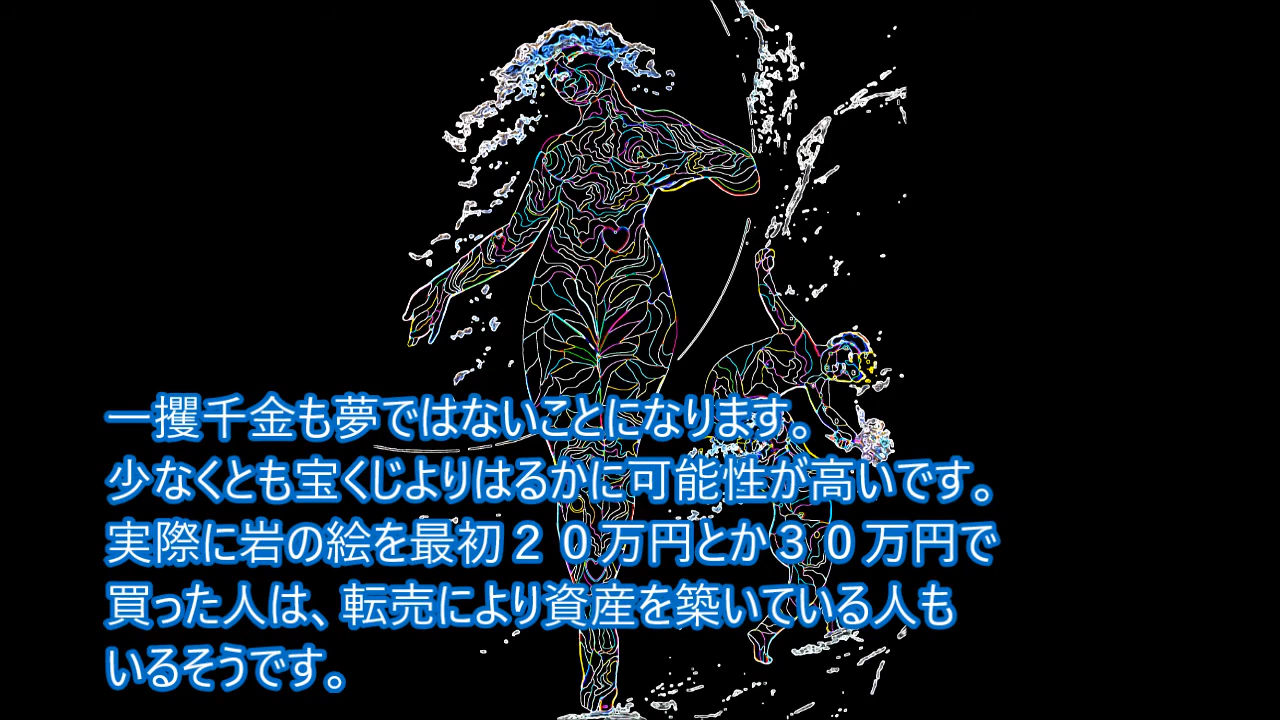 一攫千金も夢ではないことになります。
少なくとも宝くじよりはるかに可能性が高いです。
実際に岩の絵を最初２０万円とか３０万円で
買った人は、転売により資産を築いている人も
いるそうです。